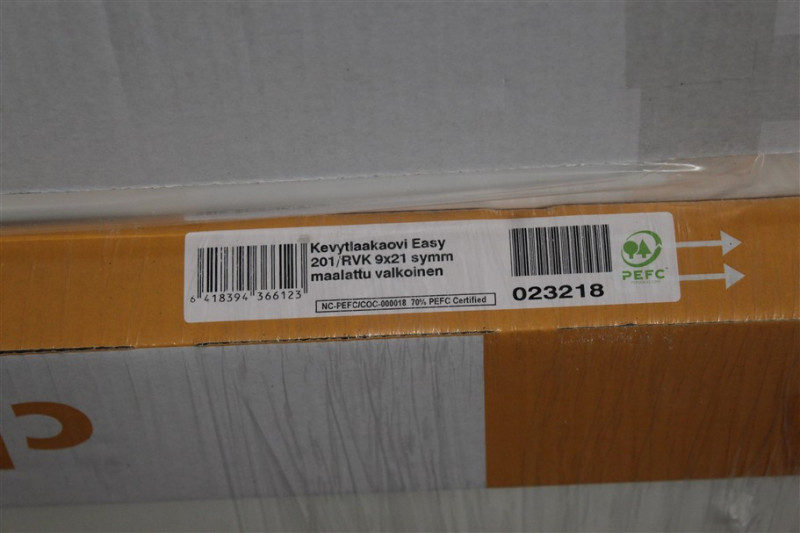 Kevytlaakaovi Easy
201/RVK 9x21 symm
maalattu valkoinen
6 418394 366123
NC-PEFC/COC-000018 70% PEFC Certified
023218
PEFC